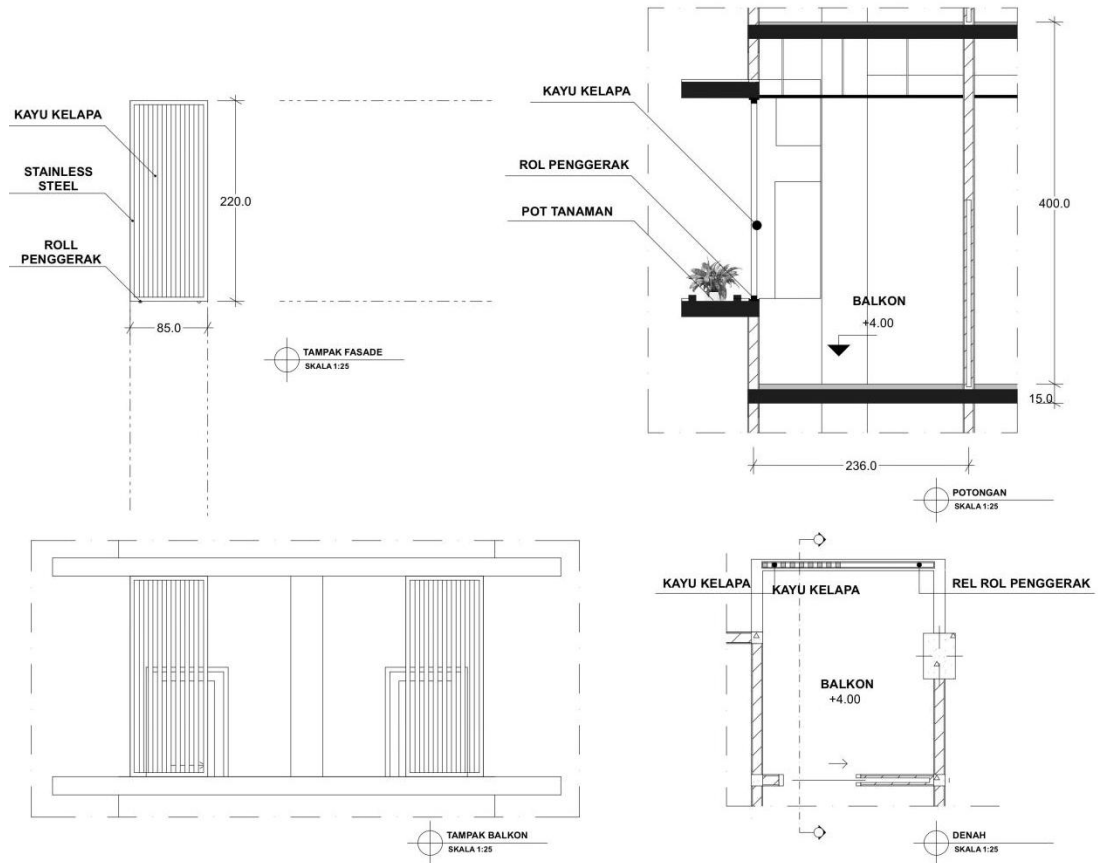 KAYU KELAPA
STAINLESS
STEEL
ROLL
PENGGERAK
220.0
85.0
TAMPAK FASADE
SKALA 1:25
KAYU KELAPA
ROL PENGGERAK
POT TANAMAN
BALKON
+4.00
400.0
15.0
236.0
POTONGAN
SKALA 1:25
TAMPAK BALKON
SKALA 1:25
KAYU KELAPA
KAYU KELAPA
REL ROL PENGGERAK
BALKON
+4.00
DENAH
SKALA 1:25